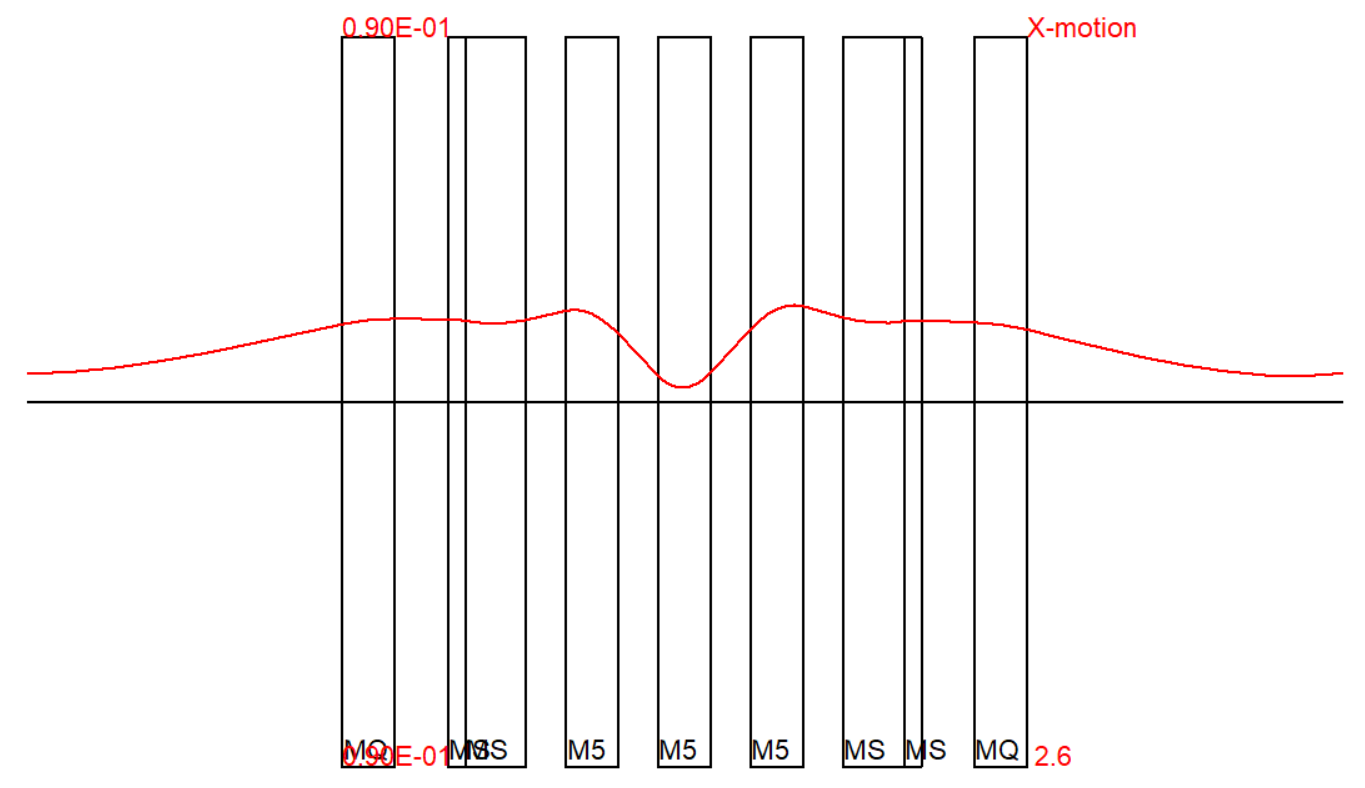 0.90E-01
X-motion
MQ MS MS M5 M5 M5 MS MS MQ
0.90E-01 2.6